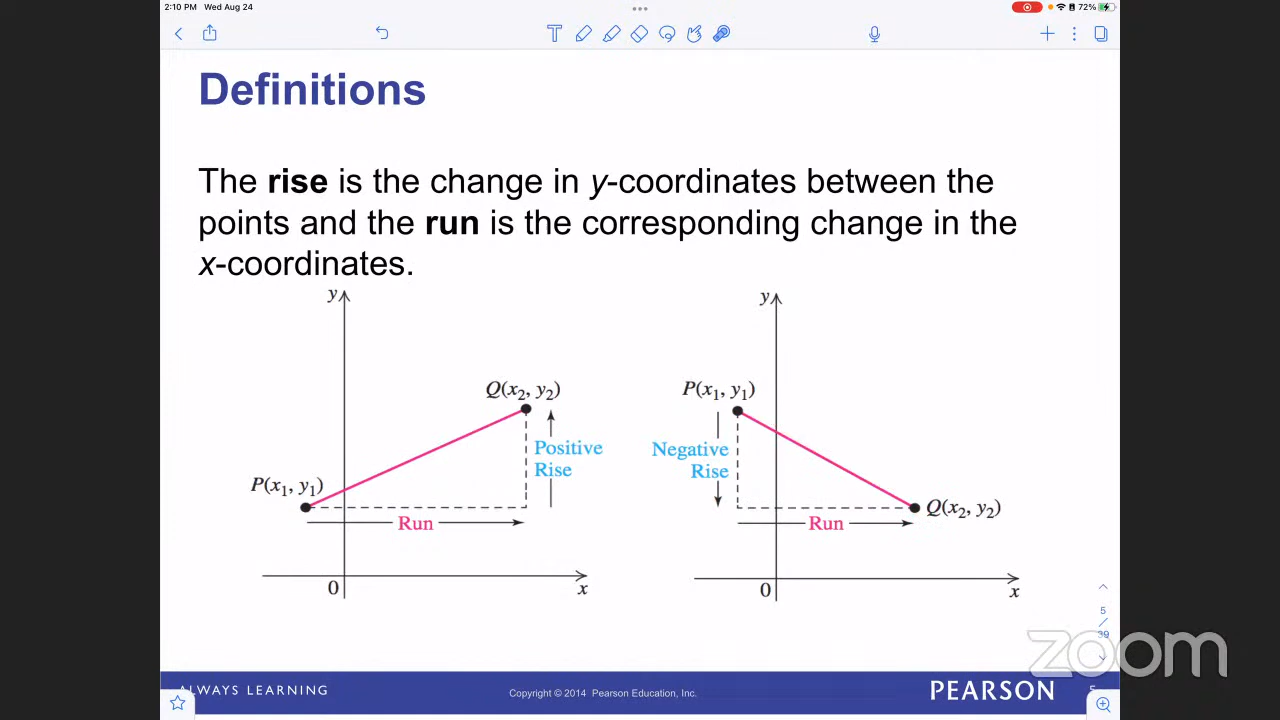 2:10 PM Wed Aug 24
72%
Definitions
The rise is the change in y-coordinates between the
points and the run is the corresponding change in the
x-coordinates.
y
Q(x₂, y₂)
Positive
Rise
P(x₁, y₁)
Run
0
x
y
P(x₁, y₁)
Negative
Rise
Q(x₂, y₂)
Run
0
x
5
/
39
zoom
ALWAYS LEARNING
Copyright © 2014 Pearson Education, Inc.
PEARSON
5